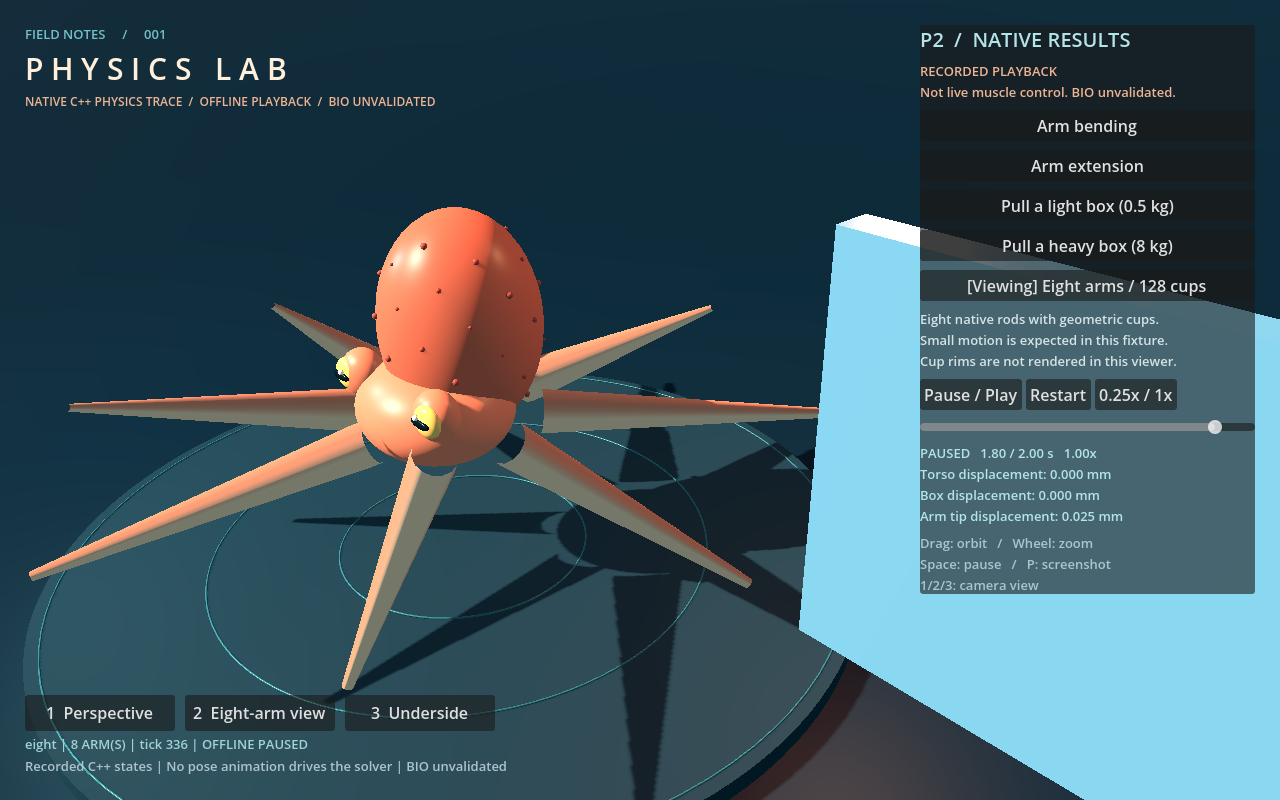 FIELD NOTES / 001
PHYSICS LAB
NATIVE C++ PHYSICS TRACE / OFFLINE PLAYBACK / BIO UNVALIDATED
P2 / NATIVE RESULTS
RECORDED PLAYBACK
Not live muscle control. BIO unvalidated.
Arm bending
Arm extension
Pull a light box (0.5 kg)
Pull a heavy box (8 kg)
[Viewing] Eight arms / 128 cups
Eight native rods with geometric cups.
Small motion is expected in this fixture.
Cup rims are not rendered in this viewer.
Pause / Play Restart 0.25x / 1x
PAUSED 1.80 / 2.00 s 1.00x
Torso displacement: 0.000 mm
Box displacement: 0.000 mm
Arm tip displacement: 0.025 mm
Drag: orbit / Wheel: zoom
Space: pause / P: screenshot
1/2/3: camera view
1 Perspective 2 Eight-arm view 3 Underside
eight | 8 ARM(S) | tick 336 | OFFLINE PAUSED
Recorded C++ states | No pose animation drives the solver | BIO unvalidated